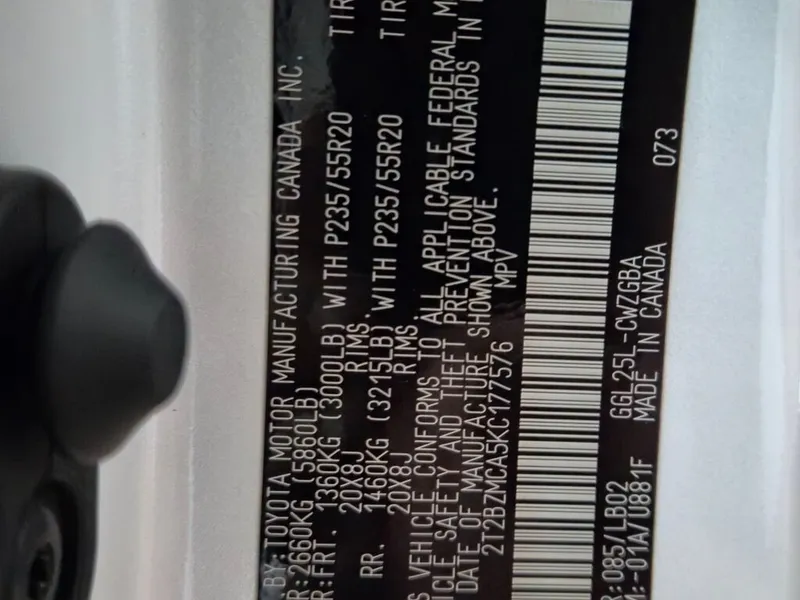 BY:TOYOTA MOTOR MANUFACTURING CANADA INC.
R:2660KG (5860LB)
R:FRT. 1360KG (3000LB) WITH P235/55R20 TIR
20X8J RIMS.
RR. 1460KG (3215LB) WITH P235/55R20 TIR
20X8J RIMS.
S VEHICLE CONFORMS TO ALL APPLICABLE FEDERAL M
ICLE SAFETY AND THEFT PREVENTION STANDARDS IN
DATE OF MANUFACTURE SHOWN ABOVE.
2T2BZMCA5KC177576 MPV
R:085/LB02 GGL25L-CWZGBA 073
M:-01A/U881F MADE IN CANADA